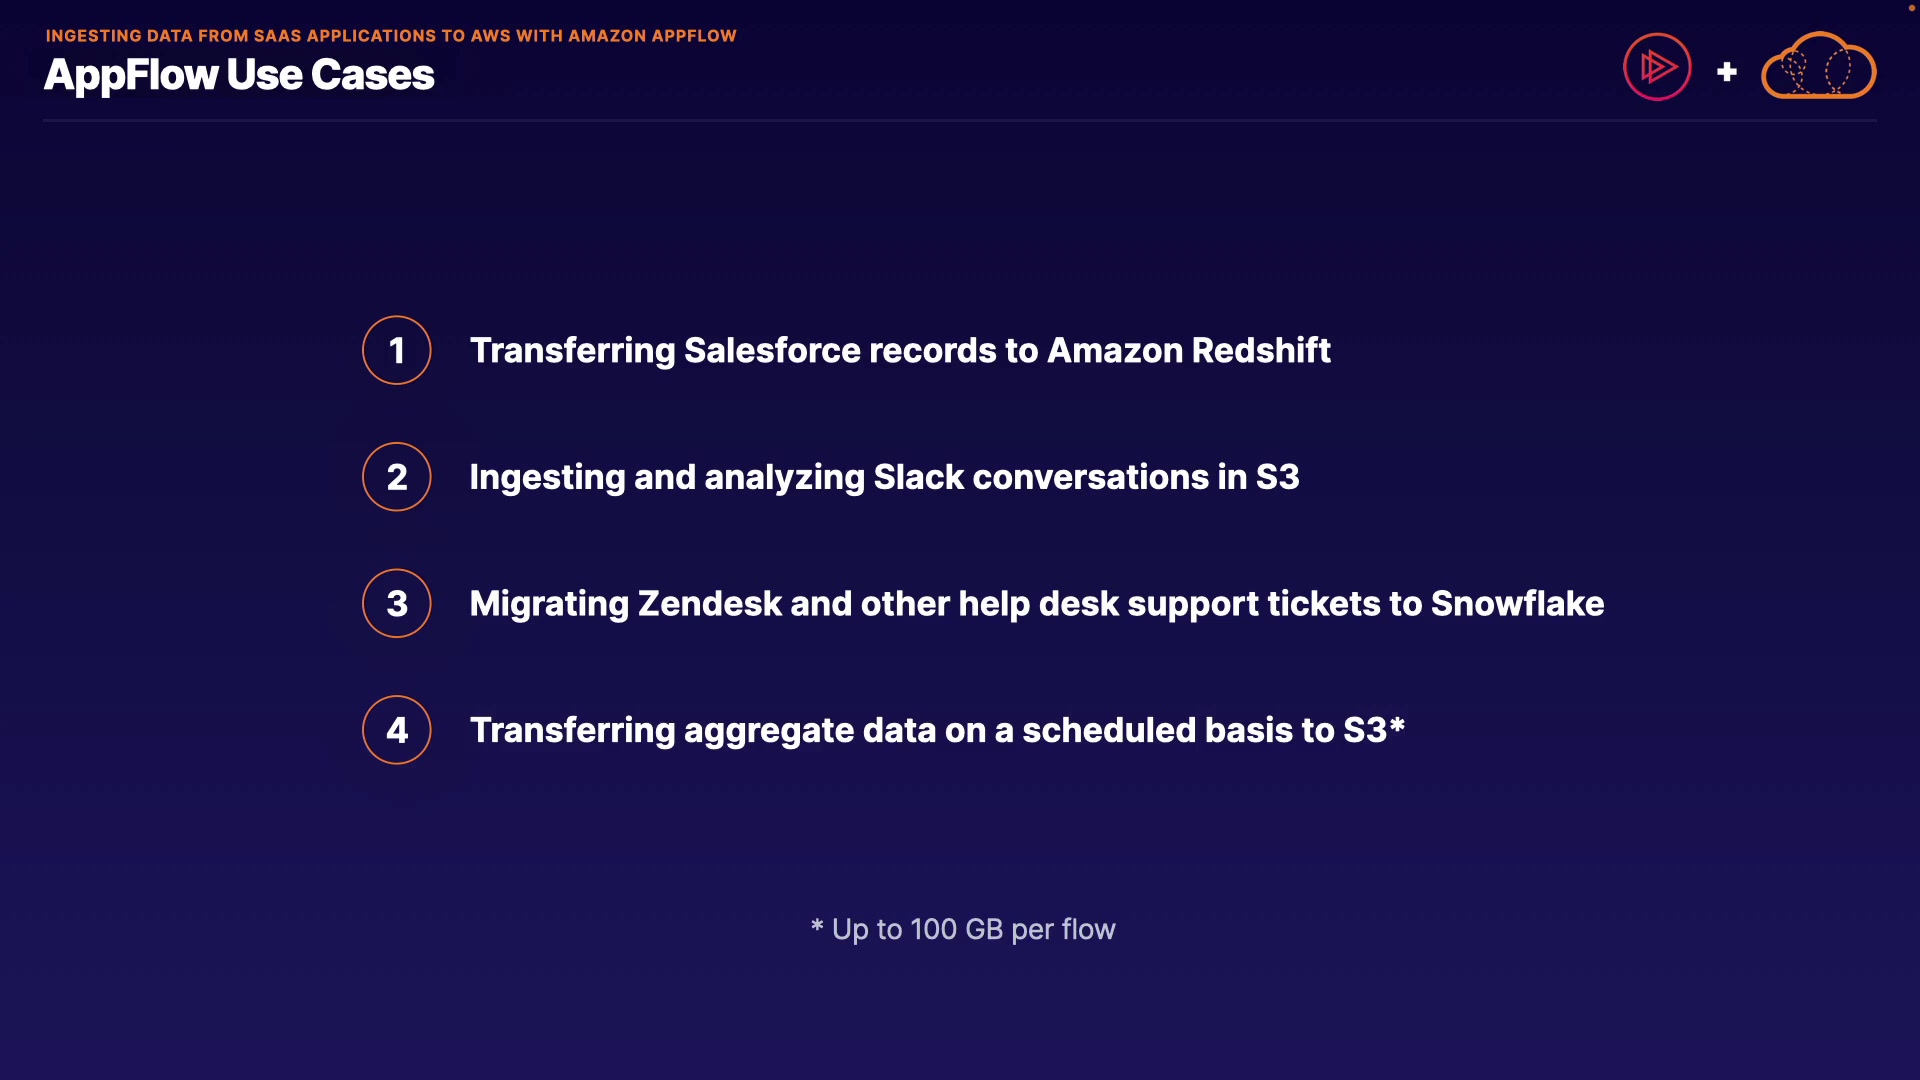 INGESTING DATA FROM SAAS APPLICATIONS TO AWS WITH AMAZON APPFLOW
AppFlow Use Cases
+
1 Transferring Salesforce records to Amazon Redshift
2 Ingesting and analyzing Slack conversations in S3
3 Migrating Zendesk and other help desk support tickets to Snowflake
4 Transferring aggregate data on a scheduled basis to S3*
* Up to 100 GB per flow